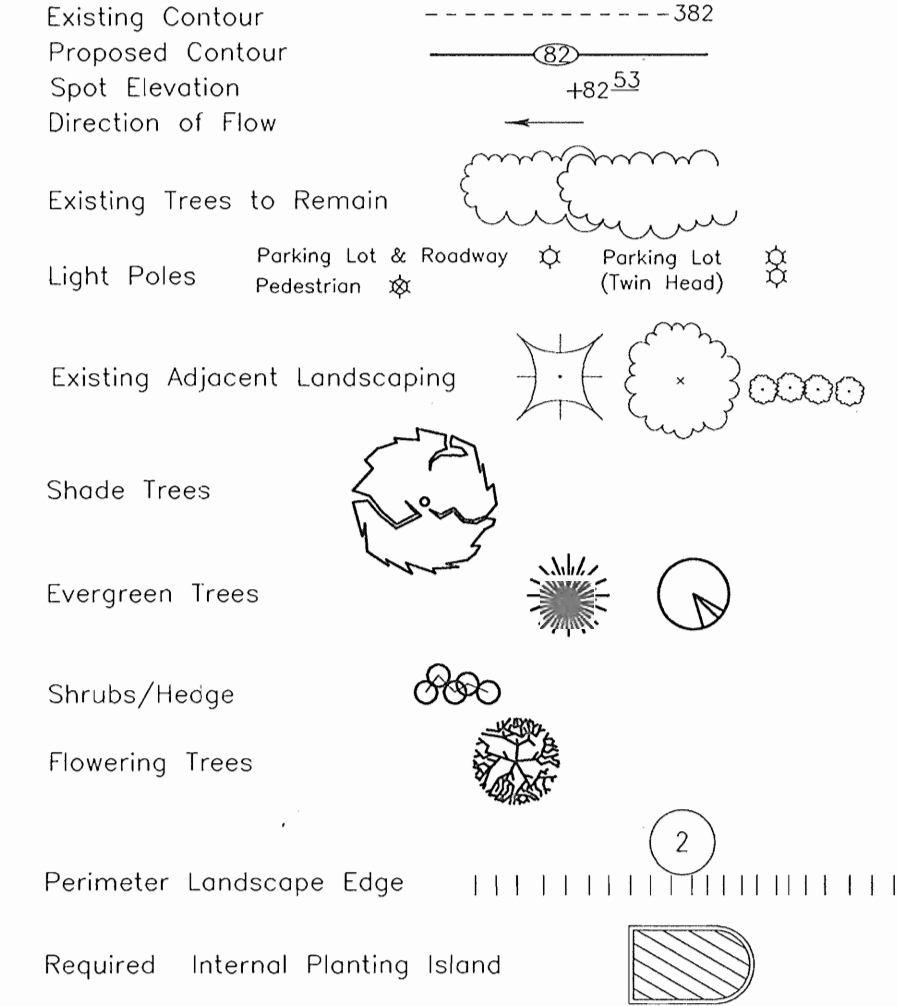 Existing Contour 382
Proposed Contour 82
Spot Elevation +82 53
Direction of Flow
Existing Trees to Remain
Light Poles Parking Lot & Roadway Parking Lot
Pedestrian (Twin Head)
Existing Adjacent Landscaping
Shade Trees
Evergreen Trees
Shrubs/Hedge
Flowering Trees
2
Perimeter Landscape Edge
Required Internal Planting Island